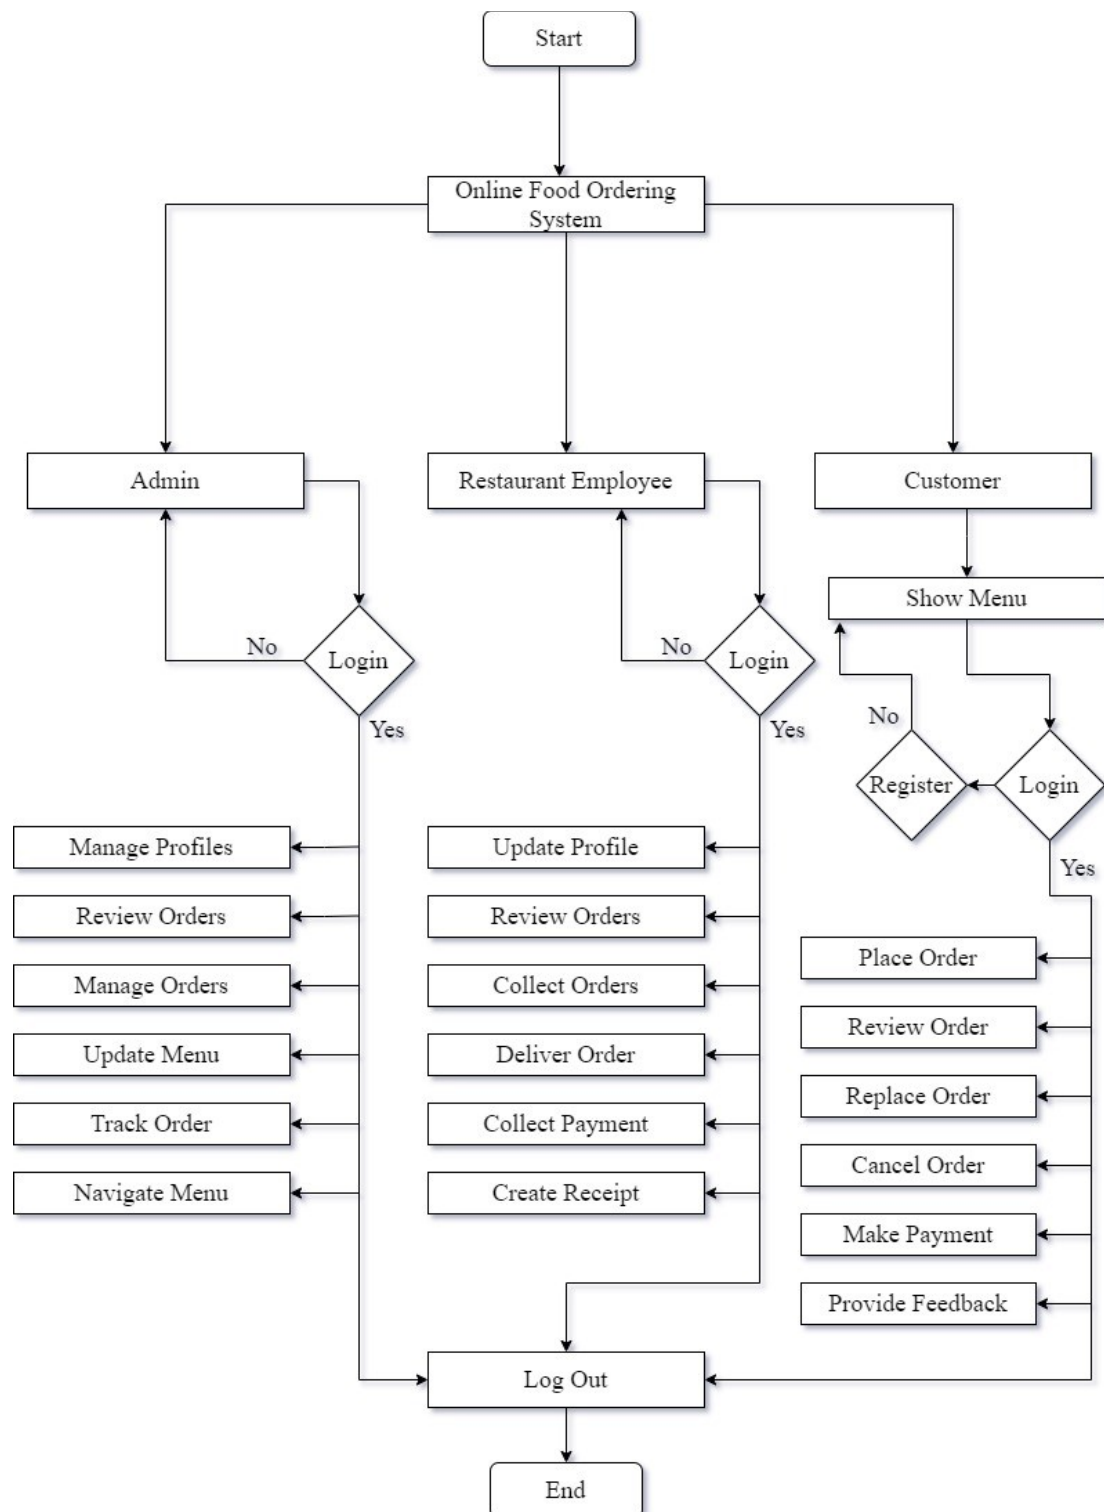 Start
Online Food Ordering
System
Admin
Restaurant Employee
Customer
Show Menu
No
Login
Yes
No
Login
Yes
No
Register
Login
Yes
Manage Profiles
Review Orders
Manage Orders
Update Menu
Track Order
Navigate Menu
Update Profile
Review Orders
Collect Orders
Deliver Order
Collect Payment
Create Receipt
Place Order
Review Order
Replace Order
Cancel Order
Make Payment
Provide Feedback
Log Out
End